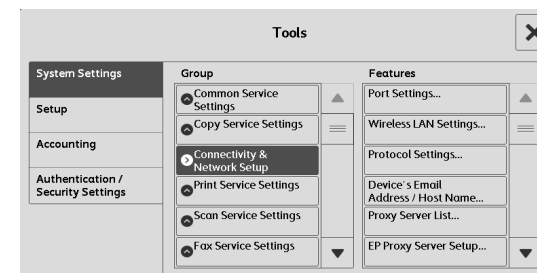 Tools
System Settings
Setup
Accounting
Authentication /
Security Settings
Group
Common Service
Settings
Copy Service Settings
Connectivity &
Network Setup
Print Service Settings
Scan Service Settings
Fax Service Settings
Features
Port Settings...
Wireless LAN Settings...
Protocol Settings...
Device's Email
Address / Host Name...
Proxy Server List...
EP Proxy Server Setup...